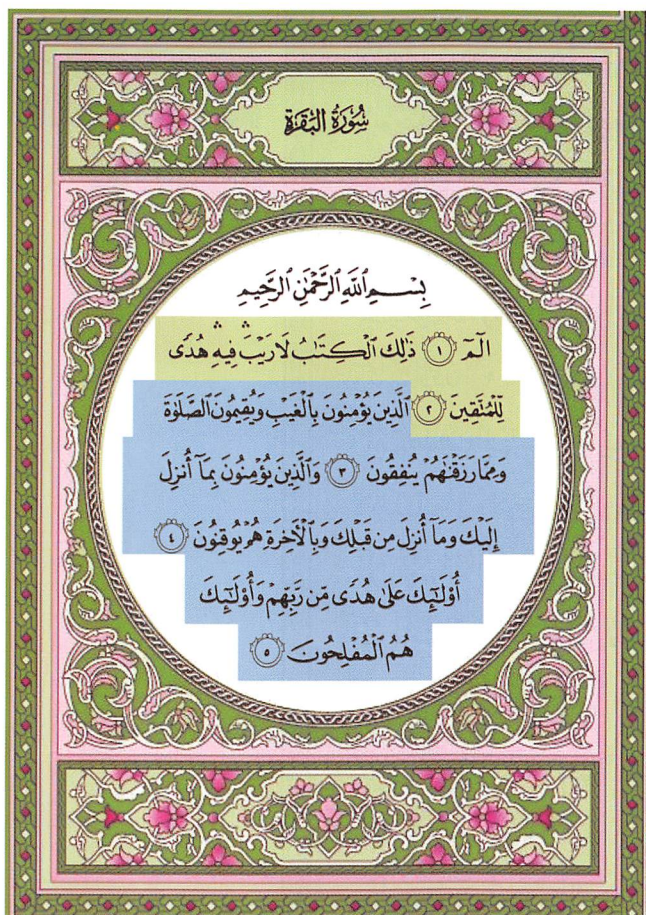 سُورَةُ البَقَرَةِ
بِسْمِ ٱللَّهِ ٱلرَّحْمَٰنِ ٱلرَّحِيمِ
الٓمٓ ١ ذَٰلِكَ ٱلْكِتَٰبُ لَا رَيْبَ ۛ فِيهِ ۛ هُدًى
لِّلْمُتَّقِينَ ٢ ٱلَّذِينَ يُؤْمِنُونَ بِٱلْغَيْبِ وَيُقِيمُونَ ٱلصَّلَوٰةَ
وَمِمَّا رَزَقْنَٰهُمْ يُنفِقُونَ ٣ وَٱلَّذِينَ يُؤْمِنُونَ بِمَآ أُنزِلَ
إِلَيْكَ وَمَآ أُنزِلَ مِن قَبْلِكَ وَبِٱلْءَاخِرَةِ هُمْ يُوقِنُونَ ٤
أُو۟لَٰٓئِكَ عَلَىٰ هُدًى مِّن رَّبِّهِمْ وَأُو۟لَٰٓئِكَ
هُمُ ٱلْمُفْلِحُونَ ٥